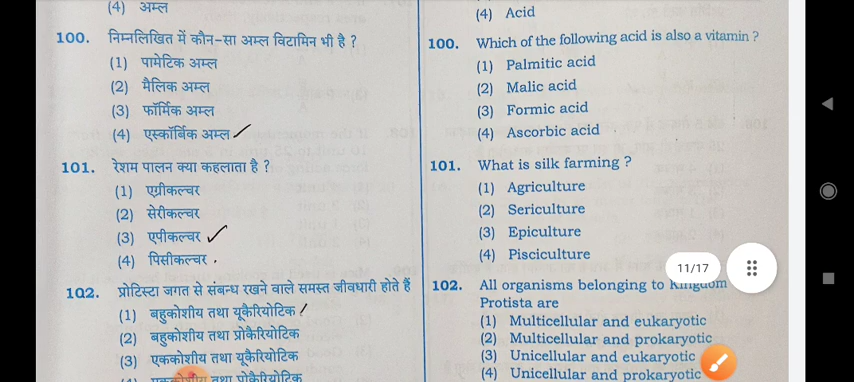 (4) अम्ल
100. निम्नलिखित में कौन-सा अम्ल विटामिन भी है ?
(1) पामेटिक अम्ल
(2) मैलिक अम्ल
(3) फॉर्मिक अम्ल
(4) एस्कॉर्बिक अम्ल
101. रेशम पालन क्या कहलाता है ?
(1) एग्रीकल्चर
(2) सेरीकल्चर
(3) एपीकल्चर
(4) पिसीकल्चर
102. प्रोटिस्टा जगत से संबन्ध रखने वाले समस्त जीवधारी होते हैं
(1) बहुकोशीय तथा यूकैरियोटिक
(2) बहुकोशीय तथा प्रोकैरियोटिक
(3) एककोशीय तथा यूकैरियोटिक
तथा प्रोकैरियोटिक
(4) Acid
100. Which of the following acid is also a vitamin ?
(1) Palmitic acid
(2) Malic acid
(3) Formic acid
(4) Ascorbic acid
101. What is silk farming ?
(1) Agriculture
(2) Sericulture
(3) Epiculture
(4) Pisciculture
11/17
102. All organisms belonging to Kingdom
Protista are
(1) Multicellular and eukaryotic
(2) Multicellular and prokaryotic
(3) Unicellular and eukaryotic
(4) Unicellular and prokaryotic